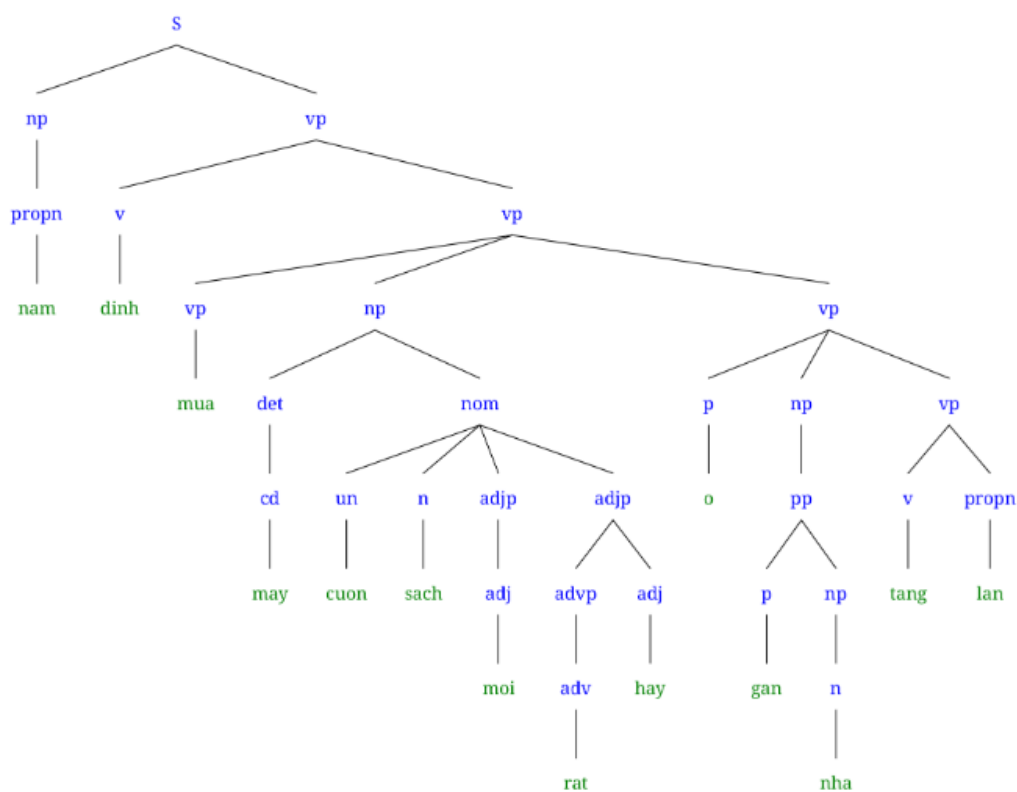 S
np vp
propn v vp
nam dinh vp np vp
mua det nom p np vp
cd un n adjp adjp o pp v propn
may cuon sach adj advp adj p np tang lan
moi adv hay gan n
rat nha